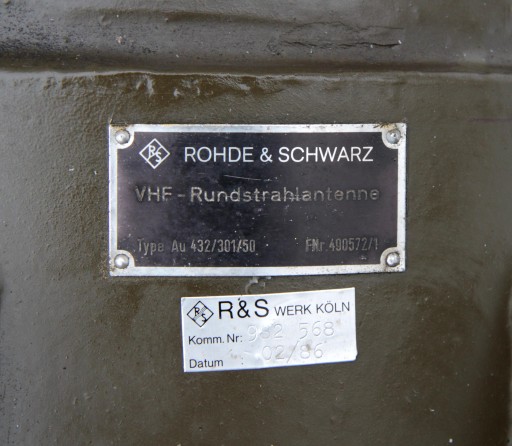 R&S ROHDE & SCHWARZ
VHF-Rundstrahlantenne
Type Au 432/301/50 FNr. 400572/1
R&S R&S WERK KÖLN
Komm. Nr: 568
Datum 02/86